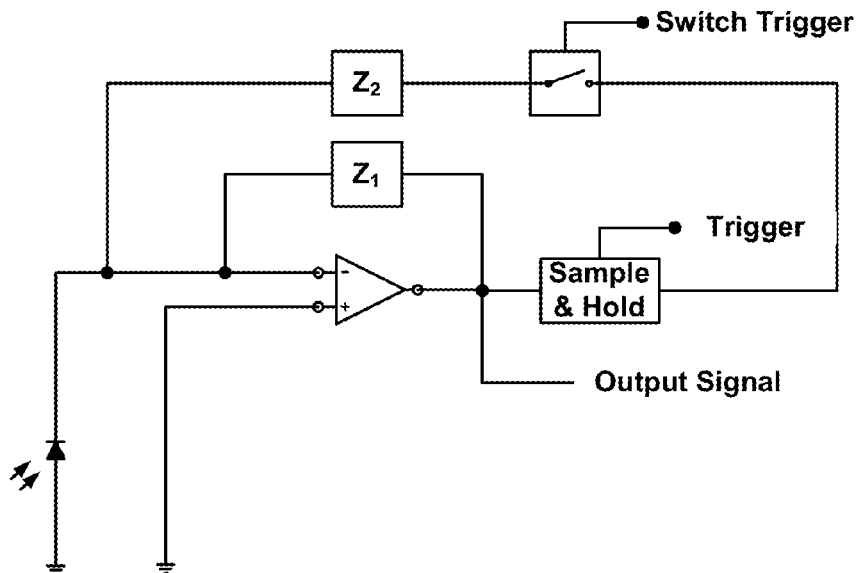 Switch Trigger
Z₂
Z₁
Trigger
Sample
& Hold
-
+
Output Signal